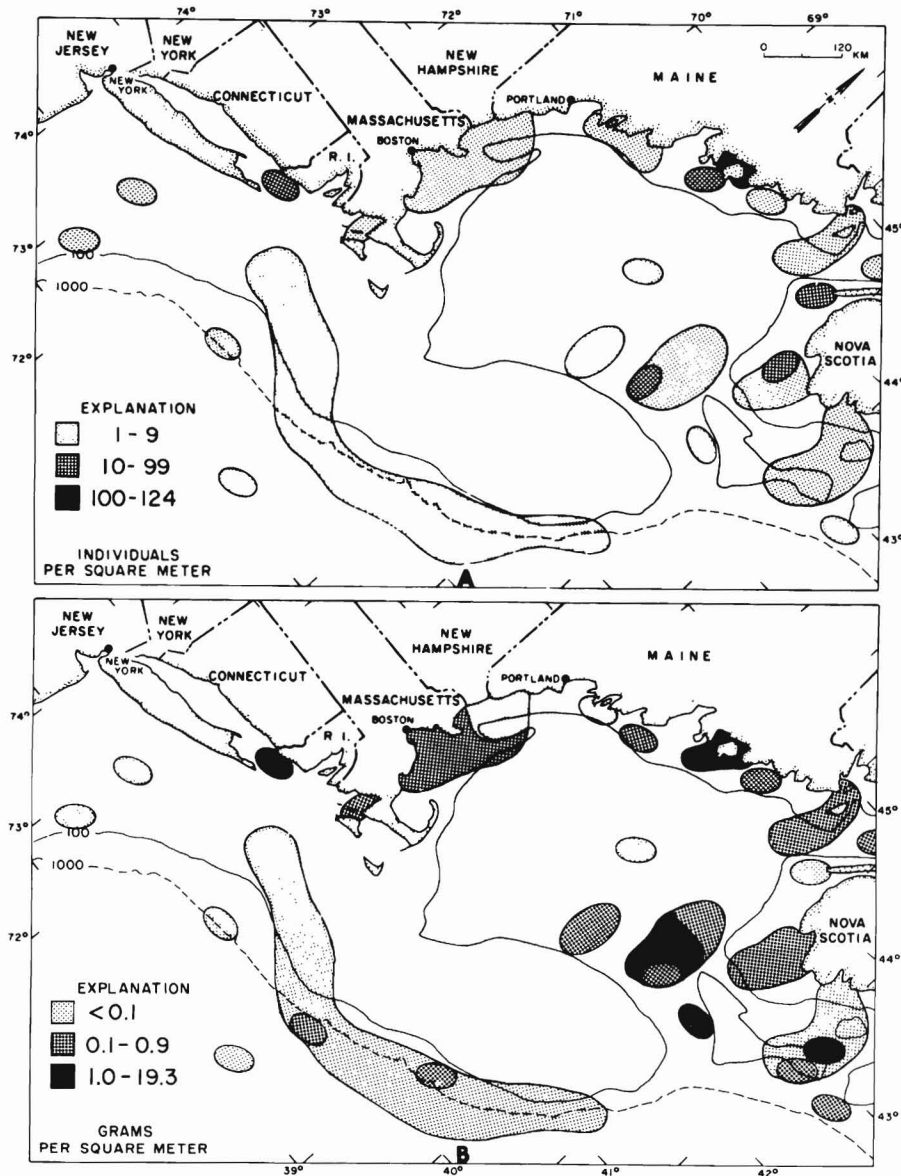 74° 73° 72° 71° 70° 69°
NEW JERSEY
NEW YORK
NEW YORK
CONNECTICUT
NEW HAMPSHIRE
MASSACHUSETTS
BOSTON
R. I.
PORTLAND
MAINE
0 120 KM
74°
73°
72°
100
1000
45°
44°
43°
NOVA SCOTIA
EXPLANATION
1-9
10-99
100-124
INDIVIDUALS
PER SQUARE METER
A
NEW JERSEY
NEW YORK
NEW YORK
CONNECTICUT
NEW HAMPSHIRE
MASSACHUSETTS
BOSTON
R. I.
PORTLAND
MAINE
74°
73°
72°
100
1000
45°
44°
43°
NOVA SCOTIA
EXPLANATION
<0.1
0.1-0.9
1.0-19.3
GRAMS
PER SQUARE METER
B
39° 40° 41° 42°